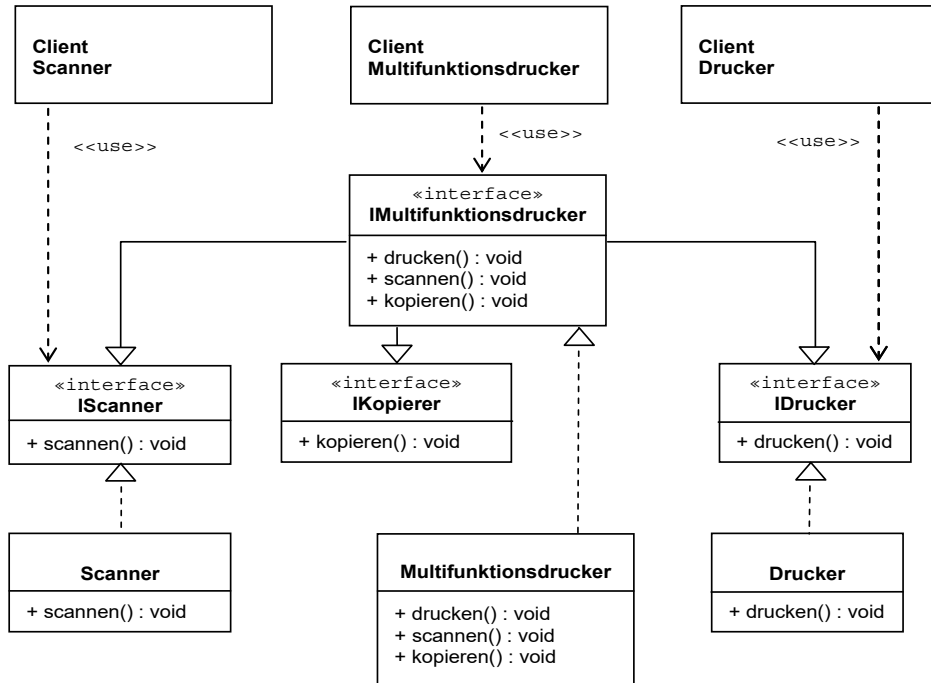 Client
Scanner
Client
Multifunktionsdrucker
Client
Drucker
<<use>>
<<use>>
<<use>>
«interface»
IMultifunktionsdrucker
+ drucken() : void
+ scannen() : void
+ kopieren() : void
«interface»
IScanner
+ scannen() : void
«interface»
IKopierer
+ kopieren() : void
«interface»
IDrucker
+ drucken() : void
Scanner
+ scannen() : void
Multifunktionsdrucker
+ drucken() : void
+ scannen() : void
+ kopieren() : void
Drucker
+ drucken() : void